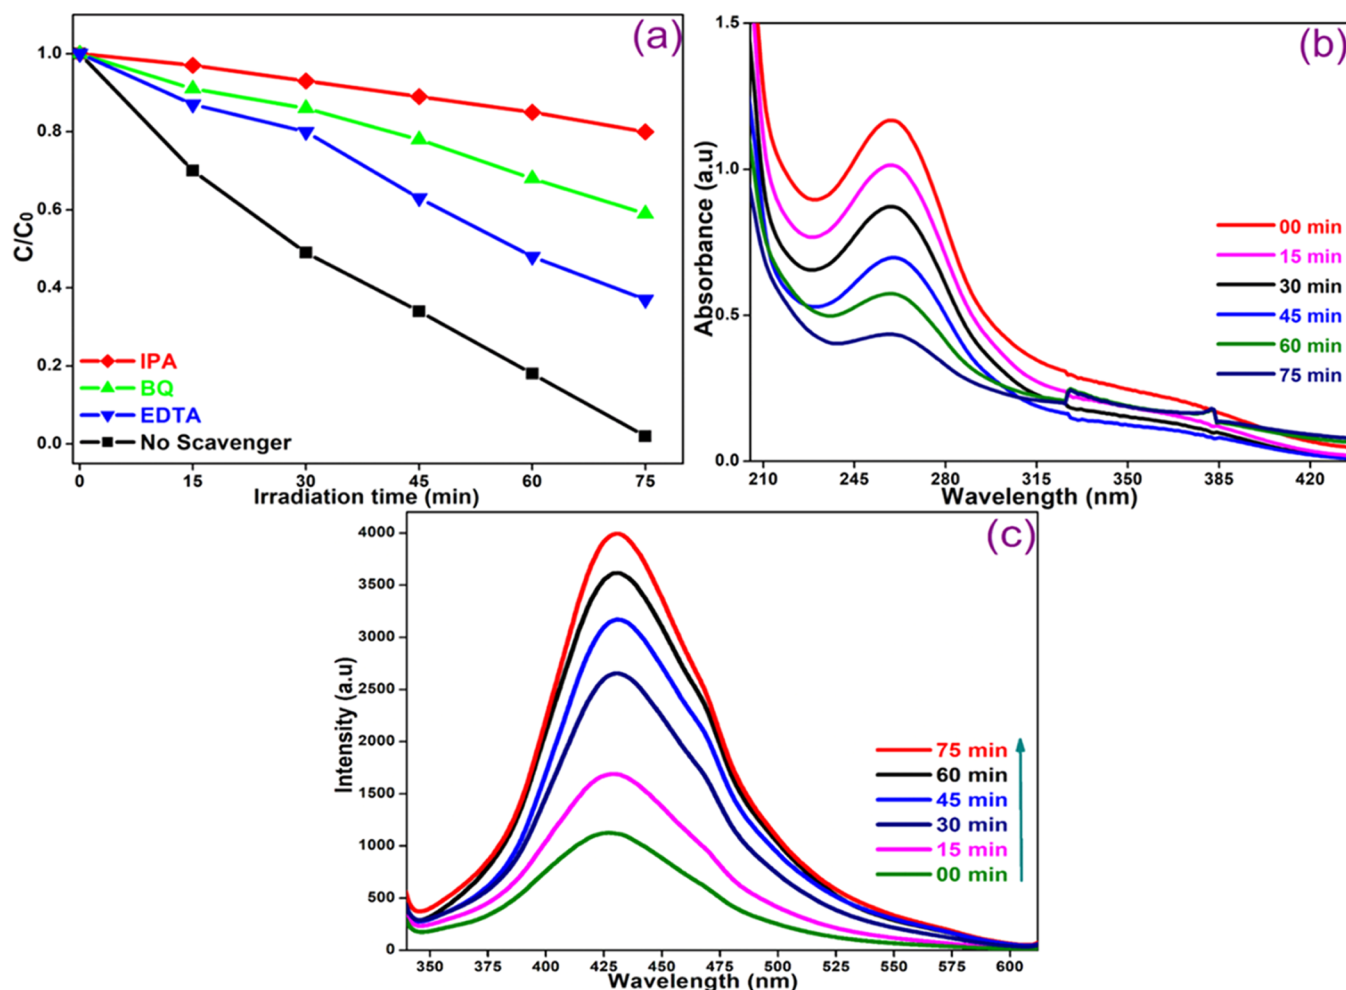 (a)
C/C0
1.0
0.8
0.6
0.4
0.2
0.0
IPA
BQ
EDTA
No Scavenger
0 15 30 45 60 75
Irradiation time (min)
(b)
Absorbance (a.u)
1.5
1.0
0.5
0.0
00 min
15 min
30 min
45 min
60 min
75 min
210 245 280 315 350 385 420
Wavelength (nm)
(c)
Intensity (a.u)
4000
3500
3000
2500
2000
1500
1000
500
0
75 min
60 min
45 min
30 min
15 min
00 min
350 375 400 425 450 475 500 525 550 575 600
Wavelength (nm)